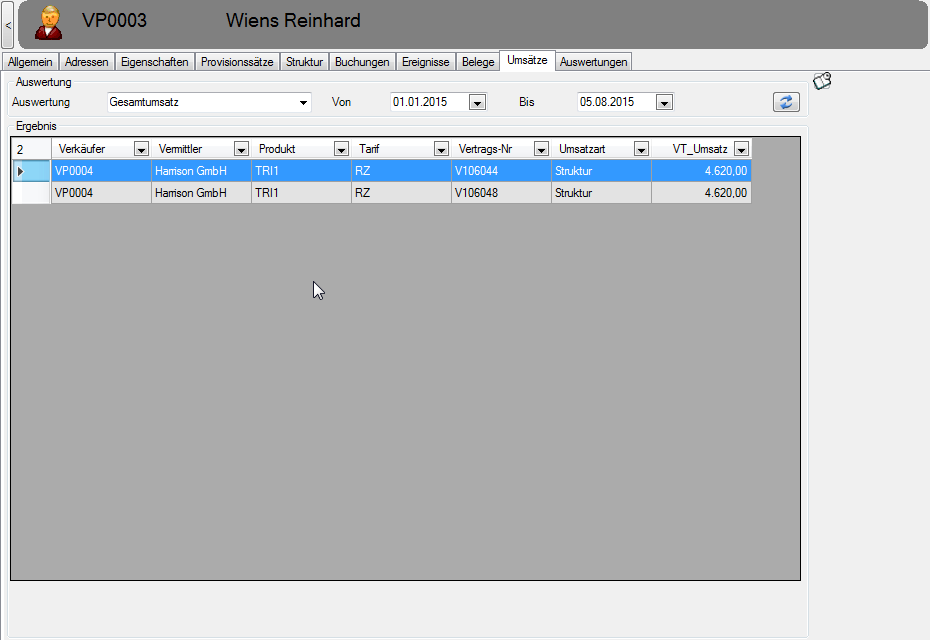 < VP0003 Wiens Reinhard
Allgemein Adressen Eigenschaften Provisionssätze Struktur Buchungen Ereignisse Belege Umsätze Auswertungen
Auswertung
Auswertung Gesamtumsatz Von 01.01.2015 Bis 05.08.2015
Ergebnis
2 Verkäufer Vermittler Produkt Tarif Vertrags-Nr Umsatzart VT_Umsatz
VP0004 Harrison GmbH TRI1 RZ V106044 Struktur 4.620,00
VP0004 Harrison GmbH TRI1 RZ V106048 Struktur 4.620,00